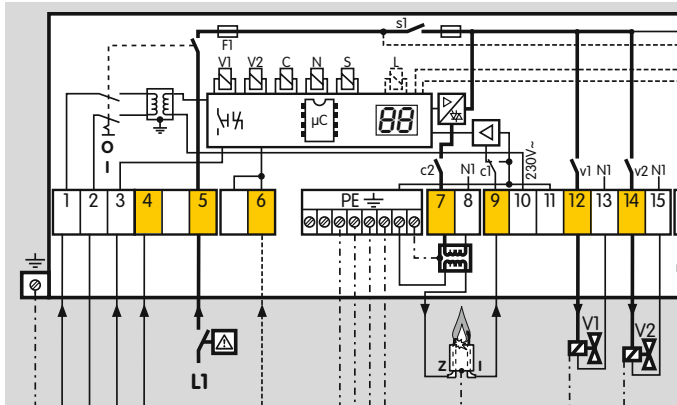 s1
F1
V1 V2 C N S L
µC 88
O
I
c2 N1 c1 230V~ v1 N1 v2 N1
1 2 3 4 5 6 PE 7 8 9 10 11 12 13 14 15
L1
Z I
V1
V2